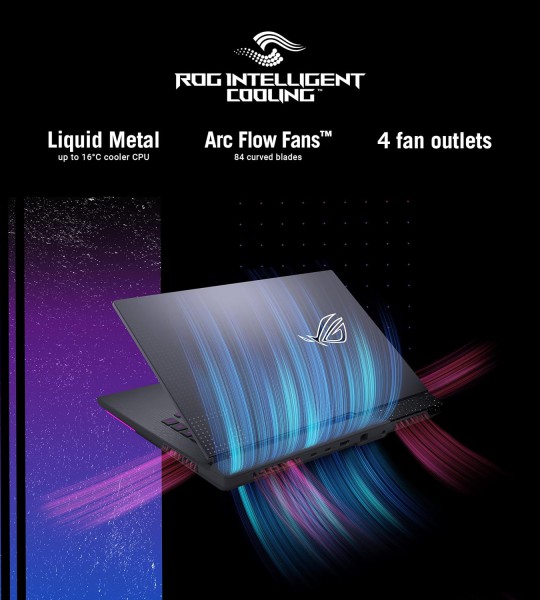 ROG INTELLIGENT
COOLING™
Liquid Metal
up to 16°C cooler CPU
Arc Flow Fans™
84 curved blades
4 fan outlets